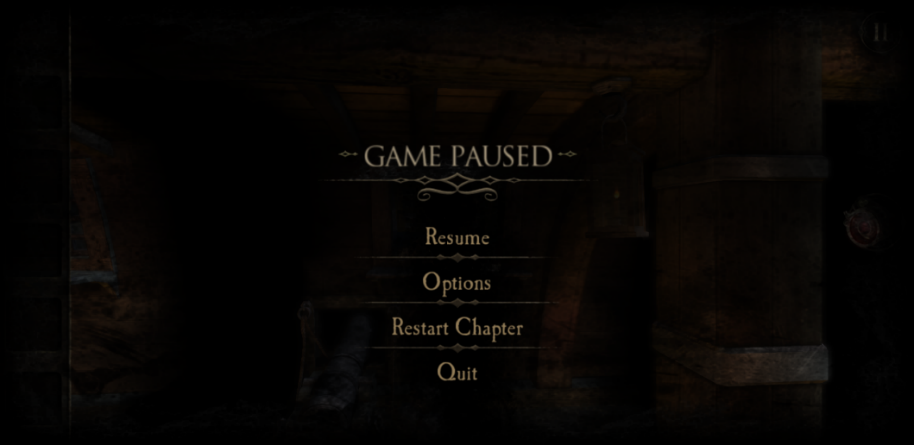 GAME PAUSED
Resume
Options
Restart Chapter
Quit